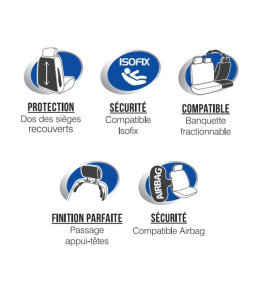 ISOFIX
PROTECTION
Dos des sièges
recouverts
SÉCURITÉ
Compatible
Isofix
COMPATIBLE
Banquette
fractionnable
AIRBAG
FINITION PARFAITE
Passage
appui-têtes
SÉCURITÉ
Compatible Airbag